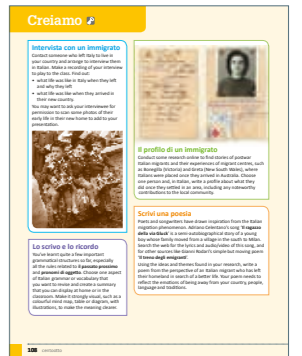 Creiamo
Intervista con un immigrato
Conduct someone who left Italy to live in
your country and arrange to interview them
in Italian. Make a recording of your interview
to play to the class. Find out:
• what life was like in Italy when they left
and why they left
• what life was like when they arrived in
their new country.
You may want to ask your interviewee for
permission to scan some photos of their
early life in their new home to add to your
presentation.
Lo scrivo e lo ricordo
You've learnt quite a few important
grammatical structures so far, especially
all the rules related to il passato prossimo
and pronomi di oggetto. Choose one aspect
of Italian grammar or vocabulary that
you want to revise and create a summary
that you can display at home or in the
classroom. Make it strongly visual, such as a
colourful mind map, table or diagram, with
illustrations, to make the meaning clearer.
Il profilo di un immigrato
Conduct some research online to find stories of postwar
Italian migrants and their experiences of migrant centres, such
as Bonegilla (Victoria) and Greta (New South Wales), where
Italians were placed once they arrived in Australia. Choose
one person and, in Italian, write a profile about what they
did once they settled in an area, including any noteworthy
contributions to the local community.
Scrivi una poesia
Poets and songwriters have drawn inspiration from the Italian
migration phenomenon. Adriano Celentano's song 'Il ragazzo
della via Gluck' is a semi-autobiographical story of a young
boy whose family moved from a village in the south to Milan.
Search the web for the lyrics and audio/video of this song, and
for other sources like Gianni Rodari's simple but moving poem
'Il treno degli emigranti'.
Using the ideas and themes found in your research, write a
poem from the perspective of an Italian migrant who has left
their homeland in search of a better life. Your poem needs to
reflect the emotions of being away from your country, people,
language and traditions.
108 centootto